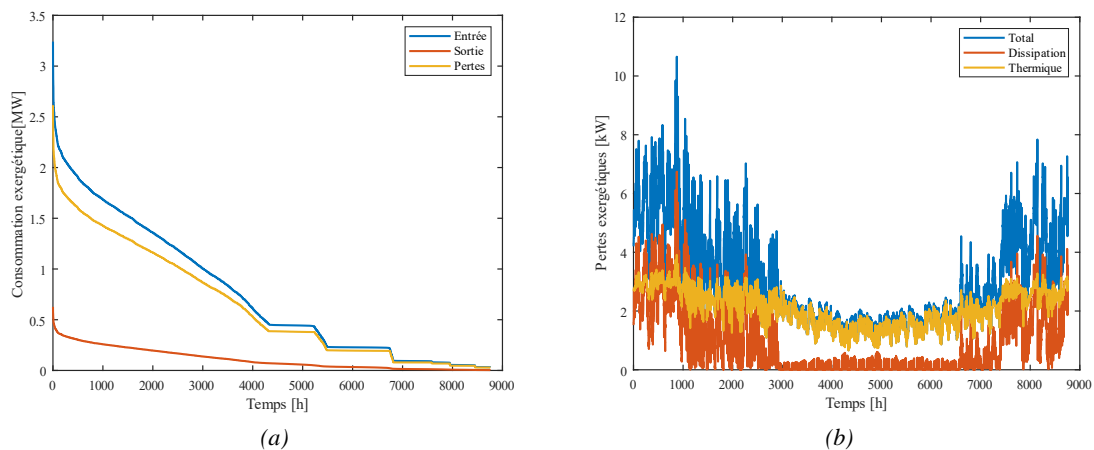 3.5
3
2.5
2
1.5
1
0.5
0
Consommation exergétique[MW]
Entrée
Sortie
Pertes
0 1000 2000 3000 4000 5000 6000 7000 8000 9000
Temps [h]
(a)
12
10
8
6
4
2
0
Pertes exergétiques [kW]
Total
Dissipation
Thermique
0 1000 2000 3000 4000 5000 6000 7000 8000 9000
Temps [h]
(b)